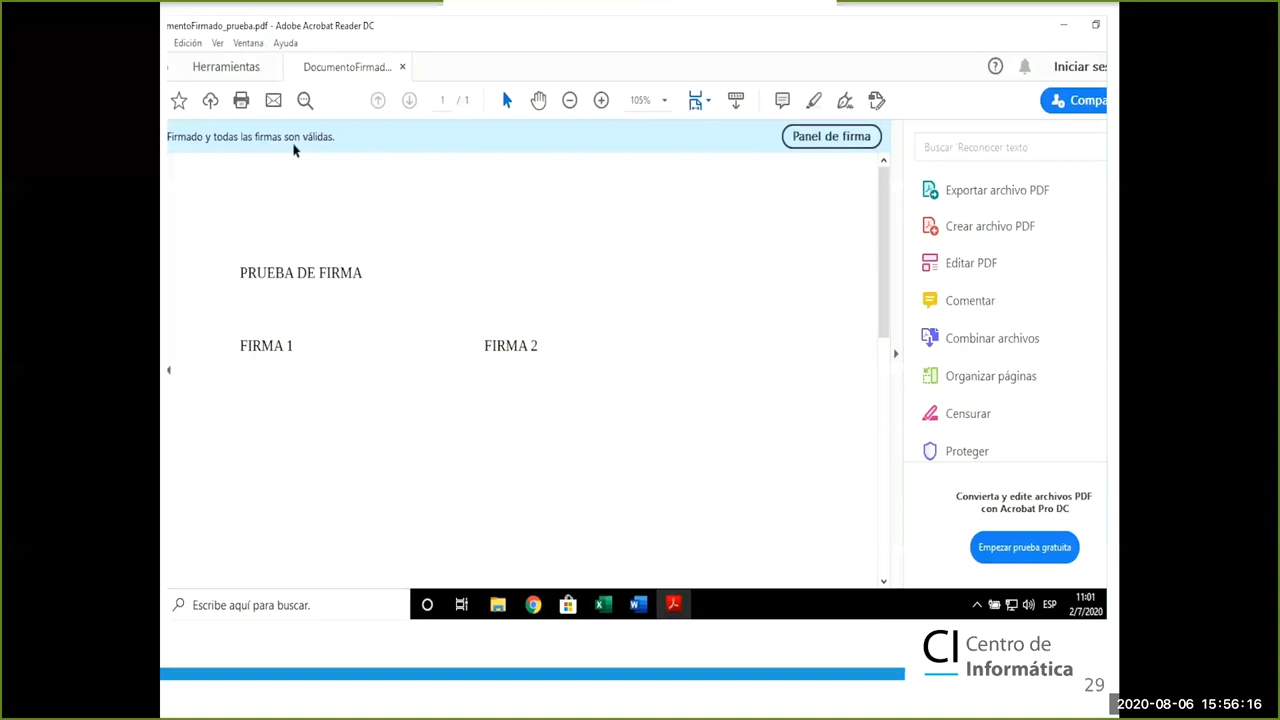 mentoFirmado_prueba.pdf - Adobe Acrobat Reader DC
Edición Ver Ventana Ayuda
Herramientas DocumentoFirmad... ×
Iniciar se
1 / 1 105% Compa
Firmado y todas las firmas son válidas.
Panel de firma
Buscar 'Reconocer texto'
Exportar archivo PDF
Crear archivo PDF
Editar PDF
Comentar
Combinar archivos
Organizar páginas
Censurar
Proteger
Convierta y edite archivos PDF
con Acrobat Pro DC
Empezar prueba gratuita
PRUEBA DE FIRMA
FIRMA 1 FIRMA 2
Escribe aquí para buscar.
ESP
11:01
2/7/2020
CI Centro de
Informática
29
2020-08-06 15:56:16